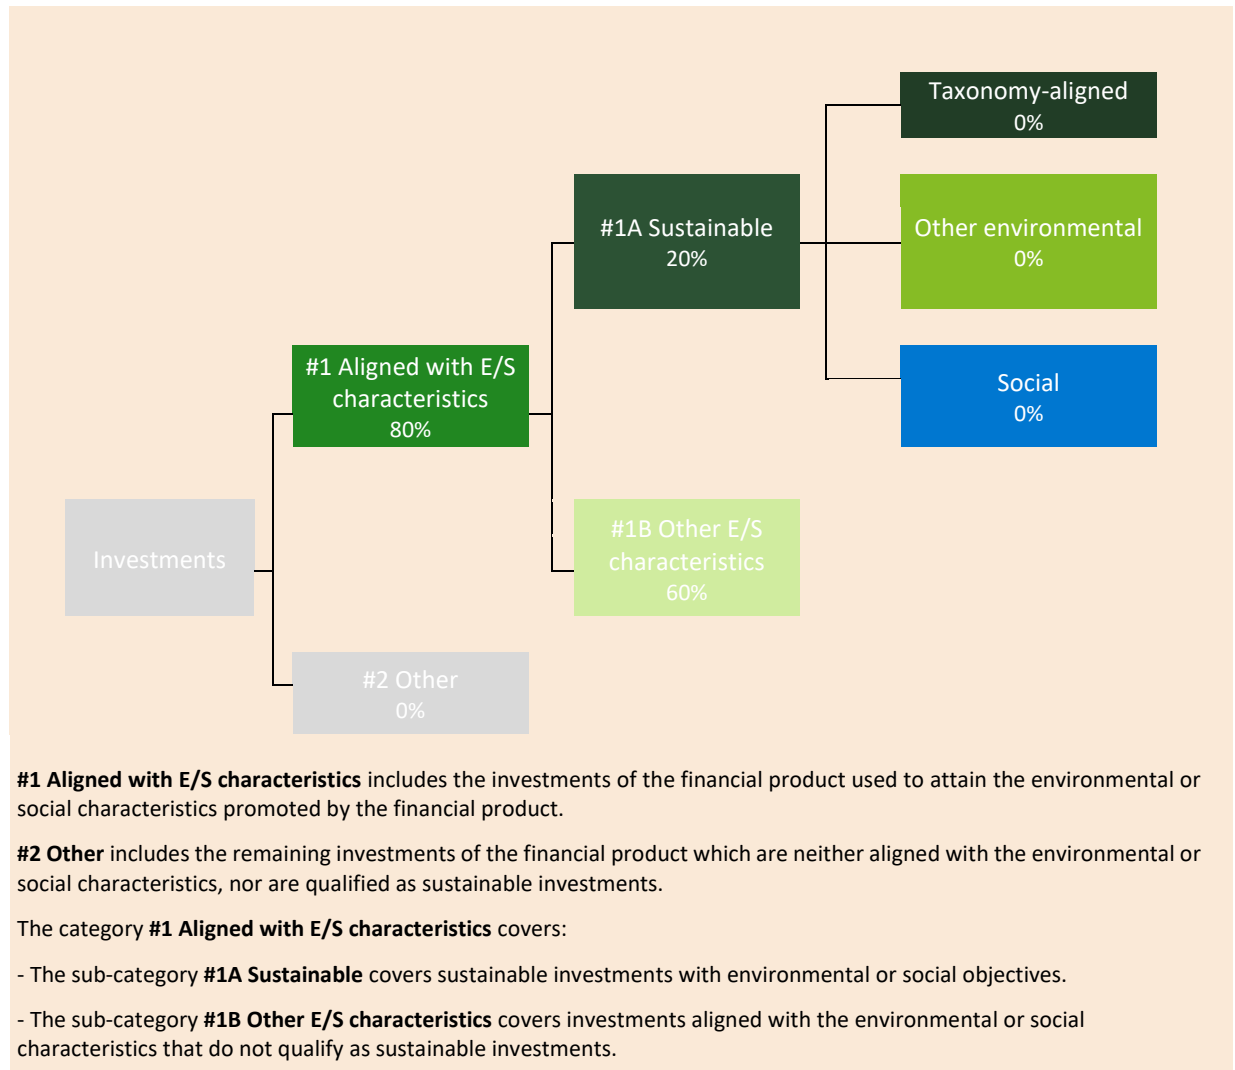 Taxonomy-aligned
0%
#1A Sustainable
20%
Other environmental
0%
#1 Aligned with E/S
characteristics
80%
Social
0%
Investments
#1B Other E/S
characteristics
60%
#2 Other
0%
#1 Aligned with E/S characteristics includes the investments of the financial product used to attain the environmental or
social characteristics promoted by the financial product.
#2 Other includes the remaining investments of the financial product which are neither aligned with the environmental or
social characteristics, nor are qualified as sustainable investments.
The category #1 Aligned with E/S characteristics covers:
- The sub-category #1A Sustainable covers sustainable investments with environmental or social objectives.
- The sub-category #1B Other E/S characteristics covers investments aligned with the environmental or social
characteristics that do not qualify as sustainable investments.